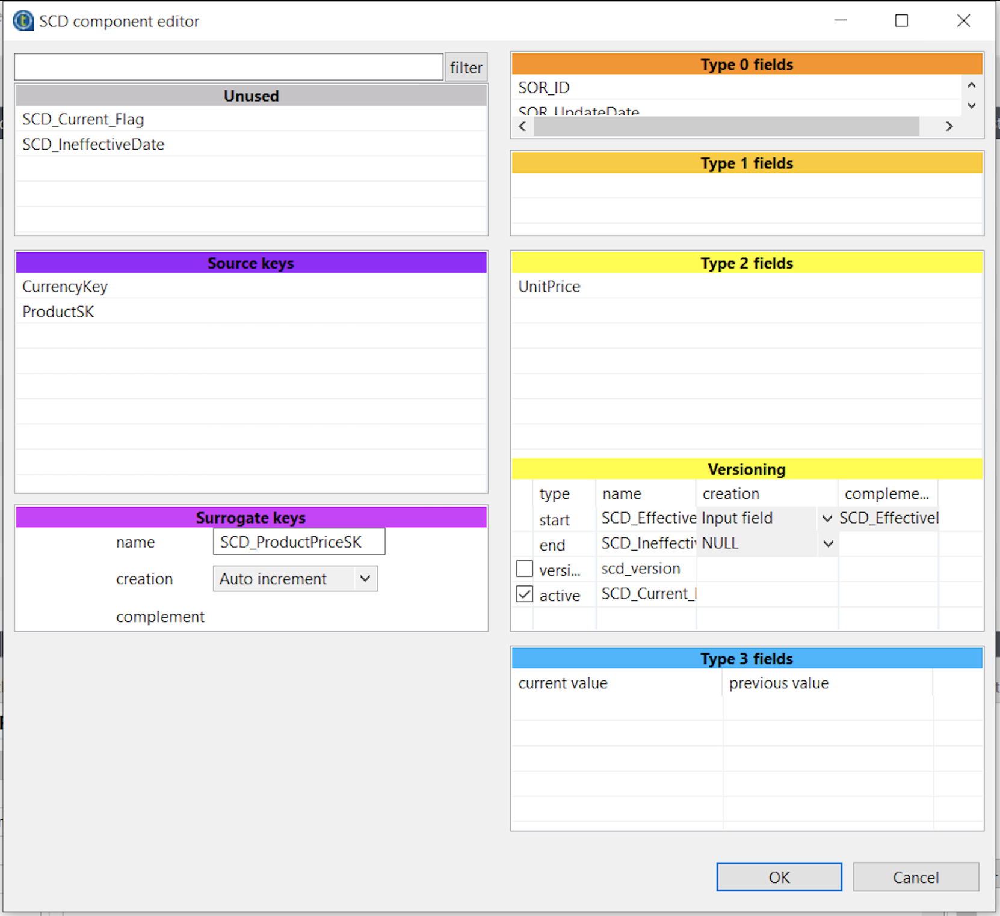 SCD component editor
filter
Unused
SCD_Current_Flag
SCD_IneffectiveDate
Source keys
CurrencyKey
ProductSK
Surrogate keys
name SCD_ProductPriceSK
creation Auto increment
complement
Type 0 fields
SOR_ID
SOR_UpdateDate
Type 1 fields
Type 2 fields
UnitPrice
Versioning
type name creation compleme...
start SCD_Effective Input field SCD_Effective
end SCD_Ineffecti NULL
versi... scd_version
active SCD_Current_
Type 3 fields
current value previous value
OK Cancel